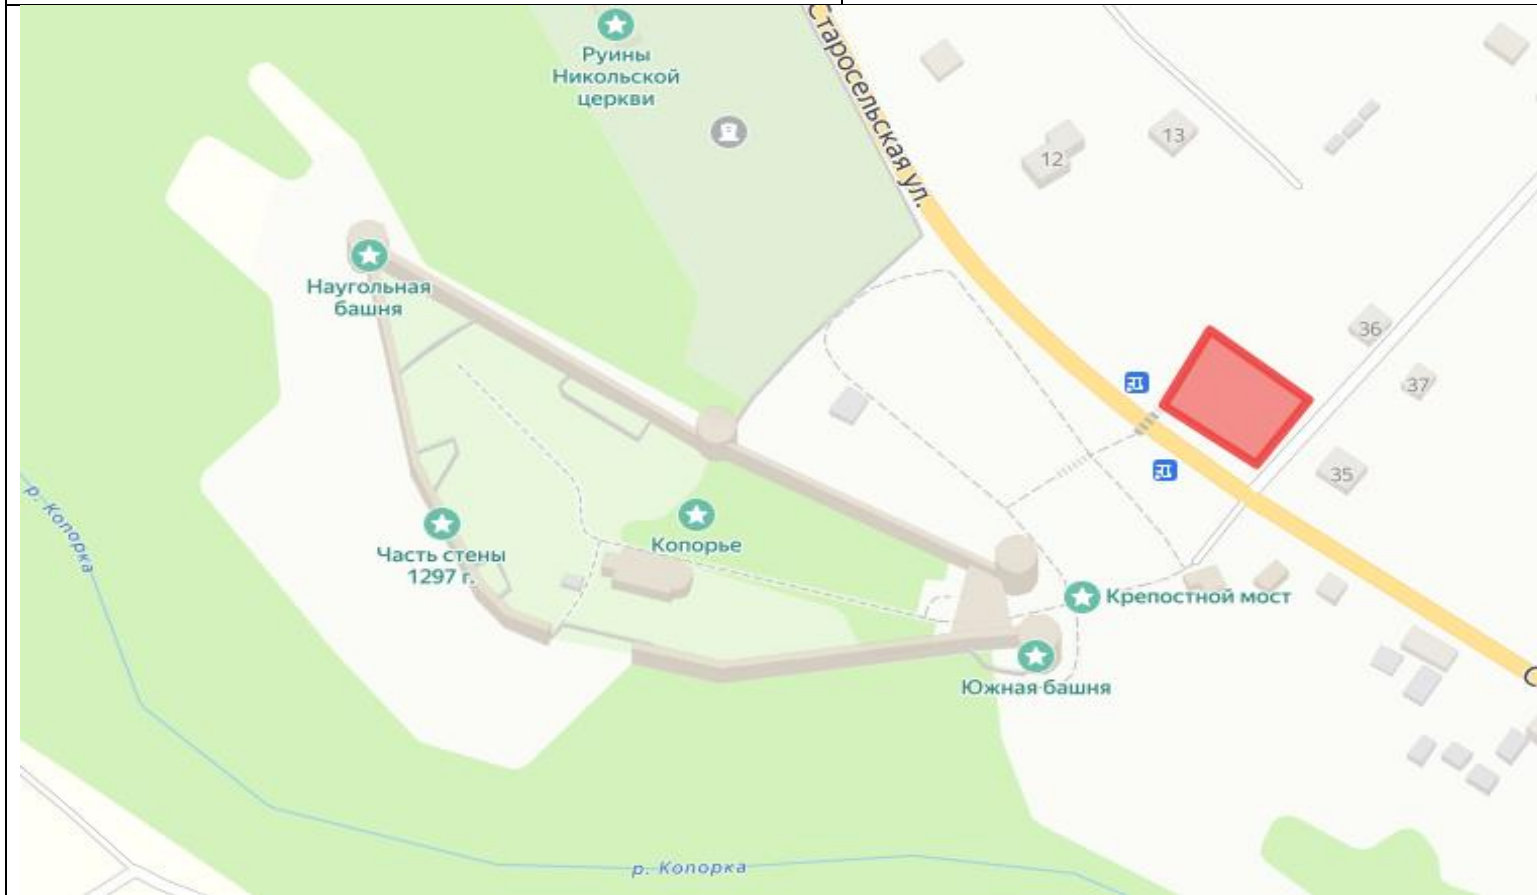 Руины
Никольской
церкви
Старосельская ул.
13
12
Наугольная
башня
36
37
35
р. Копорка
Часть стены
1297 г.
Копорье
Крепостной мост
Южная башня
С
р. Копорка